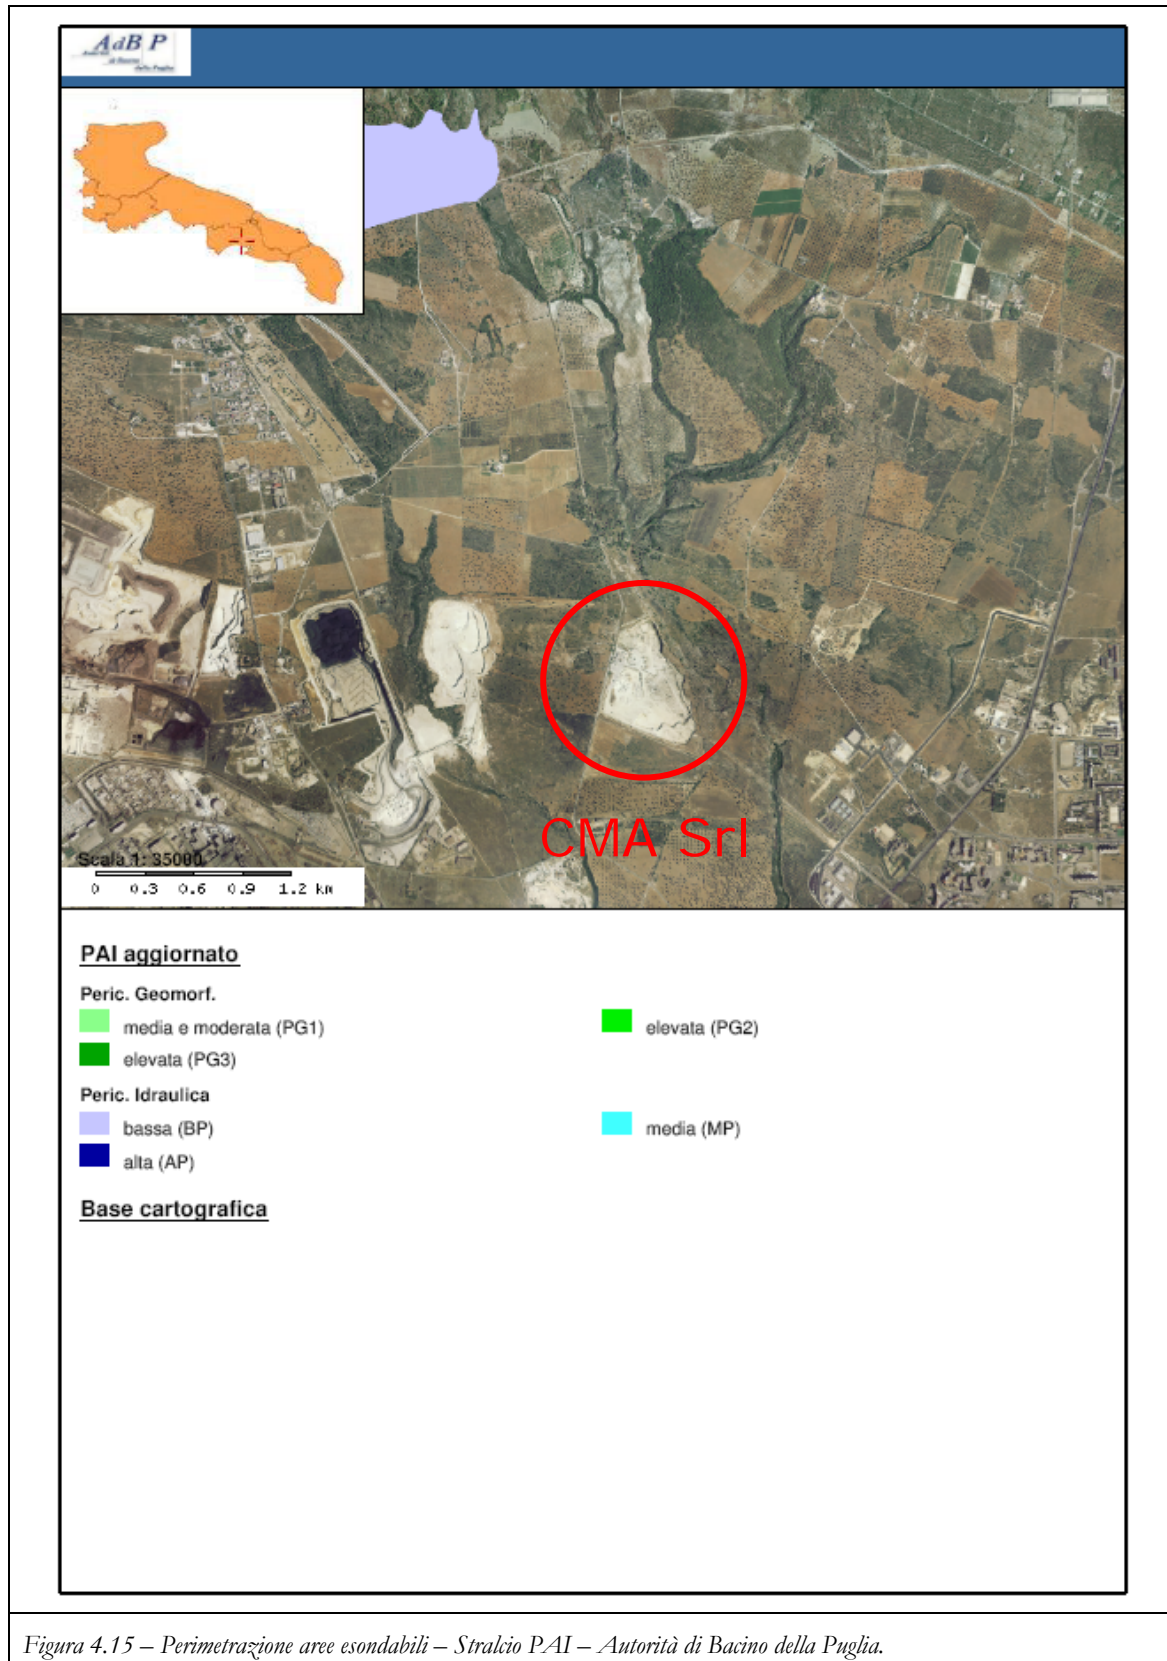 AdB P
della Puglia
CMA Srl
Scala 1: 35000
0 0.3 0.6 0.9 1.2 km
PAI aggiornato
Peric. Geomorf.
media e moderata (PG1)
elevata (PG2)
elevata (PG3)
Peric. Idraulica
bassa (BP)
media (MP)
alta (AP)
Base cartografica
Figura 4.15 – Perimetrazione aree esondabili – Stralcio PAI – Autorità di Bacino della Puglia.